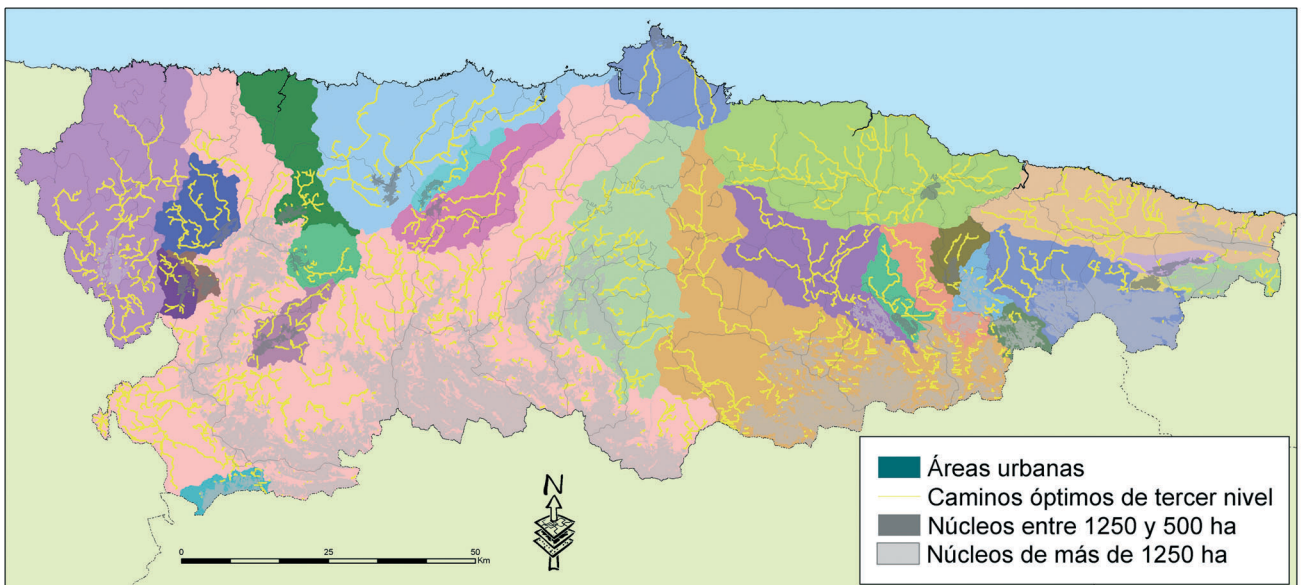 N
0 25 50
Km
Áreas urbanas
Caminos óptimos de tercer nivel
Núcleos entre 1250 y 500 ha
Núcleos de más de 1250 ha